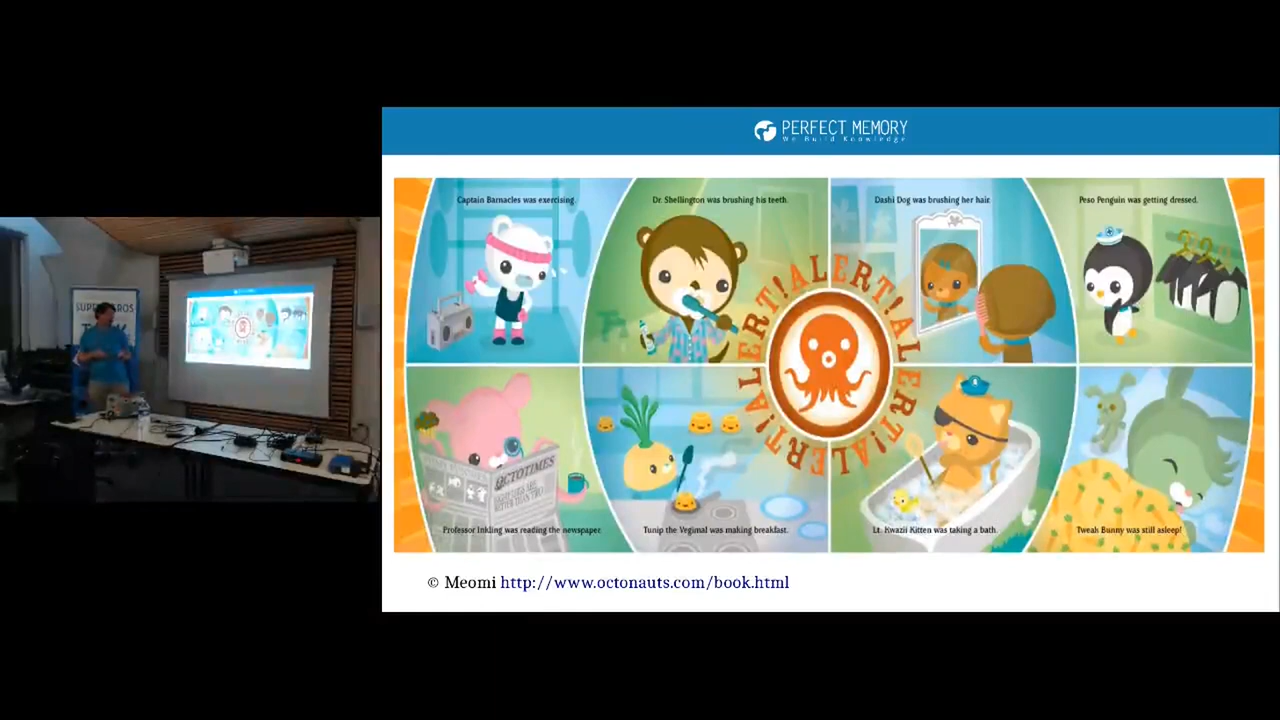 PERFECT MEMORY
We Build Knowledge
Captain Barnacles was exercising.
Dr. Shellington was brushing his teeth.
Dashi Dog was brushing her hair.
Peso Penguin was getting dressed.
ALERT! ALERT! ALERT! ALERT! ALERT!
OCTOTIMES
Professor Inkling was reading the newspaper.
Tunip the Vegimal was making breakfast.
Lt. Kwazii Kitten was taking a bath.
Tweak Bunny was still asleep!
© Meomi http://www.octonauts.com/book.html